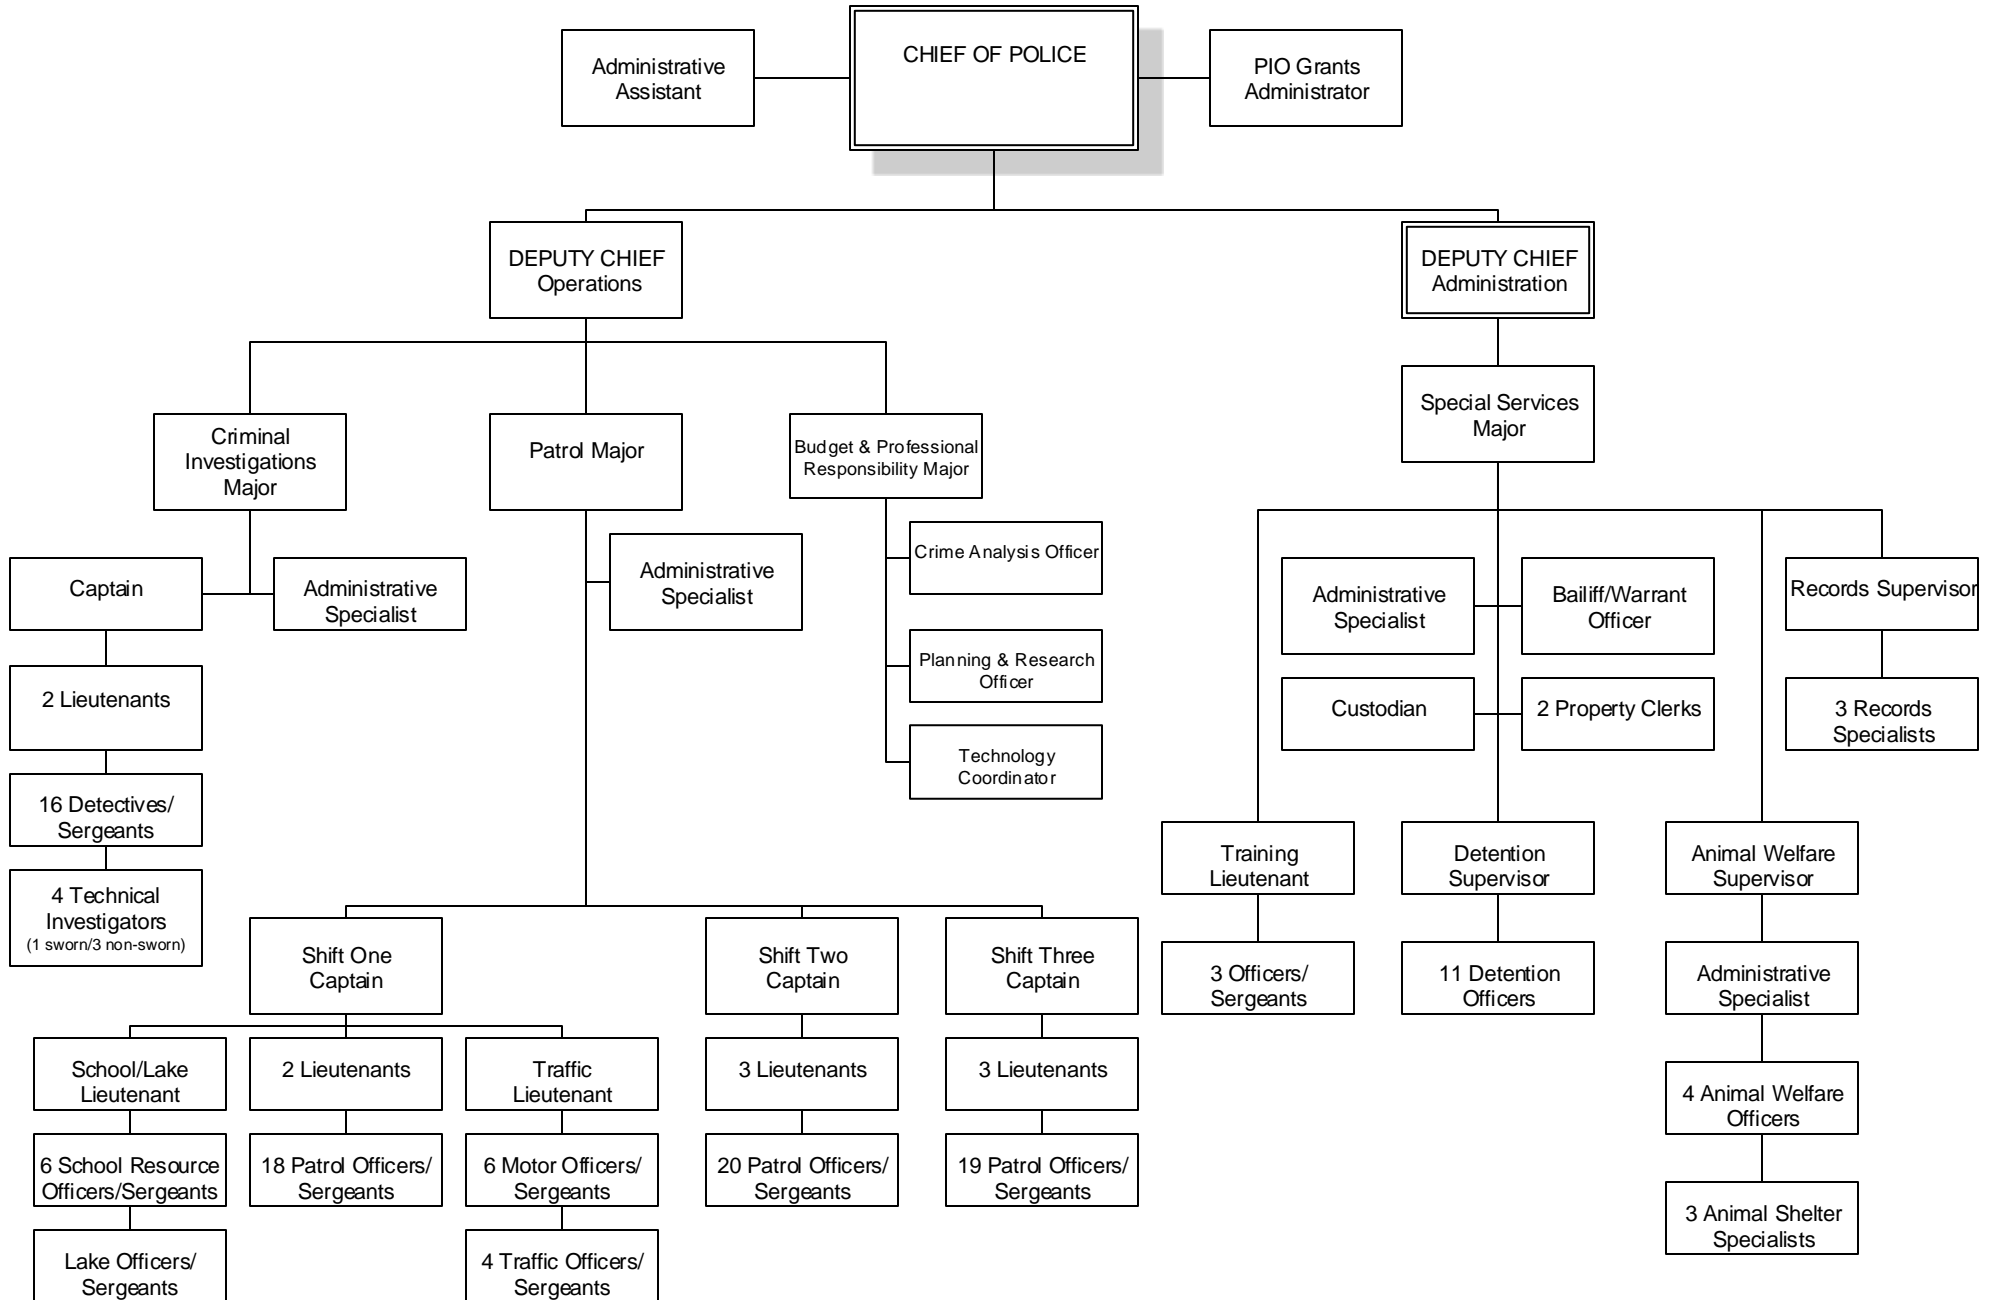 CHIEF OF POLICE
Administrative
Assistant
PIO Grants
Administrator
DEPUTY CHIEF
Operations
DEPUTY CHIEF
Administration
Criminal
Investigations
Major
Patrol Major
Budget & Professional
Responsibility Major
Special Services
Major
Captain
Administrative
Specialist
2 Lieutenants
16 Detectives/
Sergeants
4 Technical
Investigators
(1 sworn/3 non-sworn)
Administrative
Specialist
Crime Analysis Officer
Planning & Research
Officer
Technology
Coordinator
Administrative
Specialist
Bailiff/Warrant
Officer
Custodian
2 Property Clerks
Records Supervisor
3 Records
Specialists
Shift One
Captain
Shift Two
Captain
Shift Three
Captain
School/Lake
Lieutenant
2 Lieutenants
Traffic
Lieutenant
3 Lieutenants
3 Lieutenants
6 School Resource
Officers/Sergeants
18 Patrol Officers/
Sergeants
6 Motor Officers/
Sergeants
20 Patrol Officers/
Sergeants
19 Patrol Officers/
Sergeants
Lake Officers/
Sergeants
4 Traffic Officers/
Sergeants
Training
Lieutenant
3 Officers/
Sergeants
Detention
Supervisor
11 Detention
Officers
Animal Welfare
Supervisor
Administrative
Specialist
4 Animal Welfare
Officers
3 Animal Shelter
Specialists